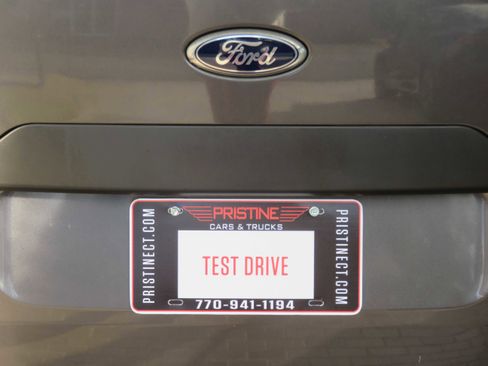 Ford
PRISTINE
CARS & TRUCKS
PRISTINECT.COM
TEST DRIVE
PRISTINECT.COM
770-941-1194